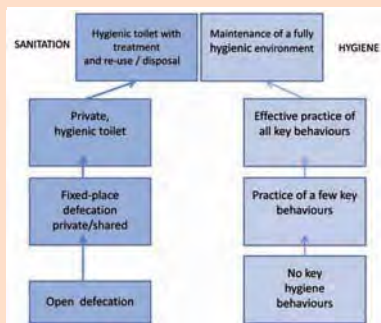 SANITATION
Hygienic toilet with
treatment
and re-use / disposal
Maintenance of a fully
hygienic environment
HYGIENE
Private,
hygienic toilet
Effective practice of
all key behaviours
Fixed-place
defecation
private/shared
Practice of a few key
behaviours
Open defecation
No key
hygiene
behaviours